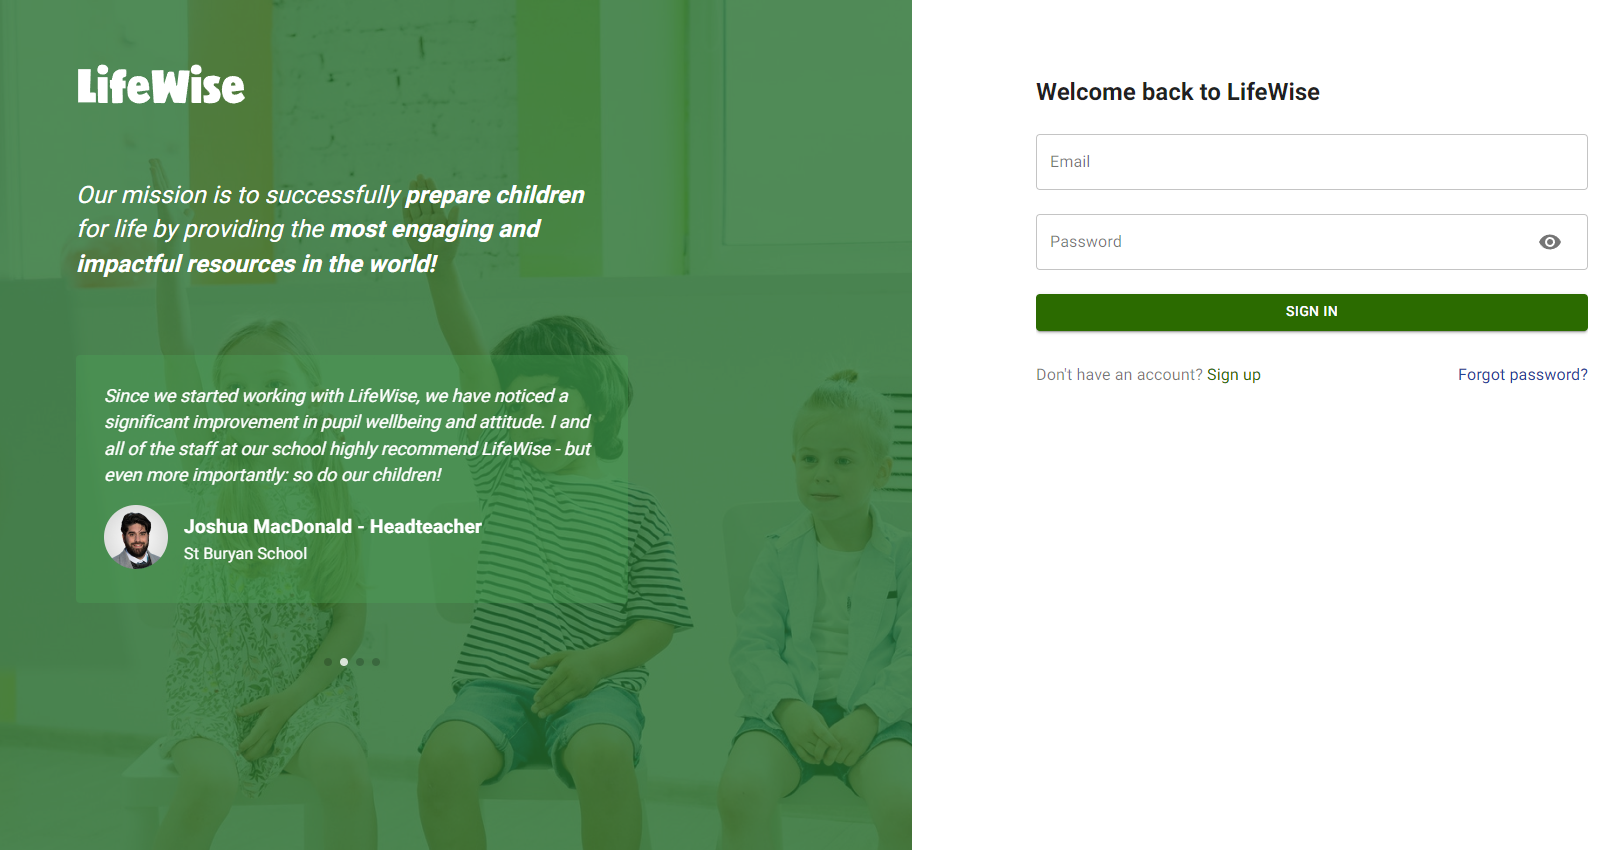 LifeWise
Our mission is to successfully prepare children
for life by providing the most engaging and
impactful resources in the world!
Since we started working with LifeWise, we have noticed a
significant improvement in pupil wellbeing and attitude. I and
all of the staff at our school highly recommend LifeWise - but
even more importantly: so do our children!
Joshua MacDonald - Headteacher
St Buryan School
Welcome back to LifeWise
Email
Password
SIGN IN
Don't have an account? Sign up
Forgot password?